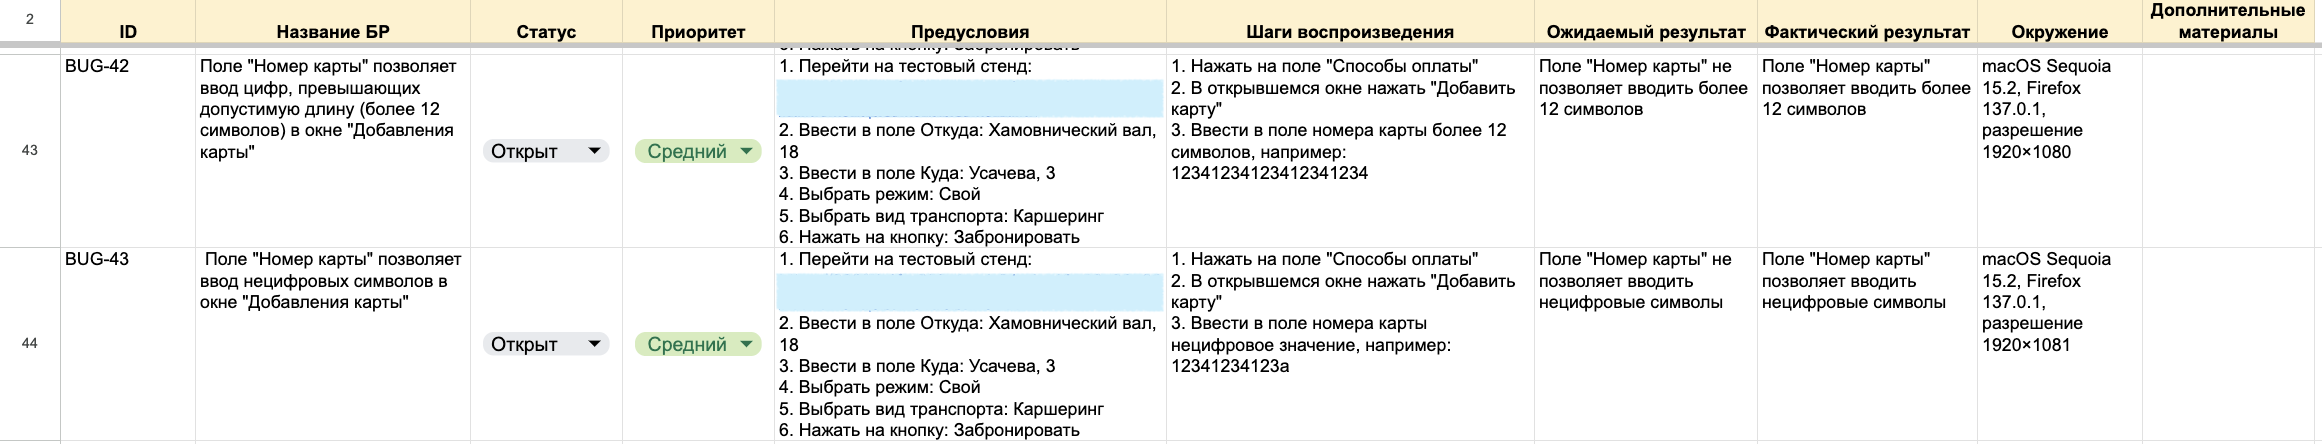 2
ID
Название БР
Статус
Приоритет
Предусловия
Шаги воспроизведения
Ожидаемый результат
Фактический результат
Окружение
Дополнительные
материалы
43
BUG-42
Поле "Номер карты" позволяет
ввод цифр, превышающих
допустимую длину (более 12
символов) в окне "Добавления
карты"
Открыт
Средний
1. Перейти на тестовый стенд:
2. Ввести в поле Откуда: Хамовнический вал,
18
3. Ввести в поле Куда: Усачева, 3
4. Выбрать режим: Свой
5. Выбрать вид транспорта: Каршеринг
6. Нажать на кнопку: Забронировать
1. Нажать на поле "Способы оплаты"
2. В открывшемся окне нажать "Добавить
карту"
3. Ввести в поле номера карты более 12
символов, например:
12341234123412341234
Поле "Номер карты" не
позволяет вводить более
12 символов
Поле "Номер карты"
позволяет вводить более
12 символов
macOS Sequoia
15.2, Firefox
137.0.1,
разрешение
1920×1080
44
BUG-43
Поле "Номер карты" позволяет
ввод нецифровых символов в
окне "Добавления карты"
Открыт
Средний
1. Перейти на тестовый стенд:
2. Ввести в поле Откуда: Хамовнический вал,
18
3. Ввести в поле Куда: Усачева, 3
4. Выбрать режим: Свой
5. Выбрать вид транспорта: Каршеринг
6. Нажать на кнопку: Забронировать
1. Нажать на поле "Способы оплаты"
2. В открывшемся окне нажать "Добавить
карту"
3. Ввести в поле номера карты
нецифровое значение, например:
12341234123а
Поле "Номер карты" не
позволяет вводить
нецифровые символы
Поле "Номер карты"
позволяет вводить
нецифровые символы
macOS Sequoia
15.2, Firefox
137.0.1,
разрешение
1920×1081